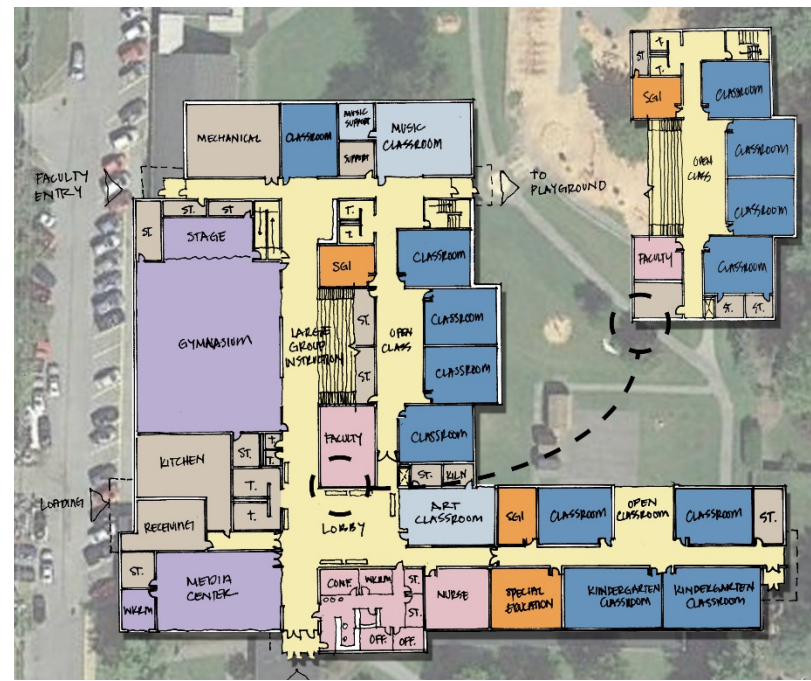 MECHANICAL
CLASSROOM
MUSIC
SUPPORT
SUPPORT
MUSIC
CLASSROOM
FACULTY
ENTRY
TO
PLAYGROUND
ST.
ST.
ST
STAGE
T.
T.
SGI
CLASSROOM
GYMNASIUM
LARGE
GROUP
INSTRUCTION
ST.
ST.
OPEN
CLASS
CLASSROOM
CLASSROOM
CLASSROOM
FACULTY
KITCHEN
ST.
T.
T.
T.
T.
ST.
KILN
LOADING
RECEIVING
LOBBY
ART
CLASSROOM
SGI
CLASSROOM
OPEN
CLASSROOM
CLASSROOM
ST.
ST.
WKRM
MEDIA
CENTER
CONF.
WKRM
ST.
ST.
OFF.
OFF.
NURSE
SPECIAL
EDUCATION
KINDERGARTEN
CLASSROOM
KINDERGARTEN
CLASSROOM
ST.
T.
T.
SGI
CLASSROOM
OPEN
CLASS
CLASSROOM
CLASSROOM
FACULTY
CLASSROOM
ST.
ST.